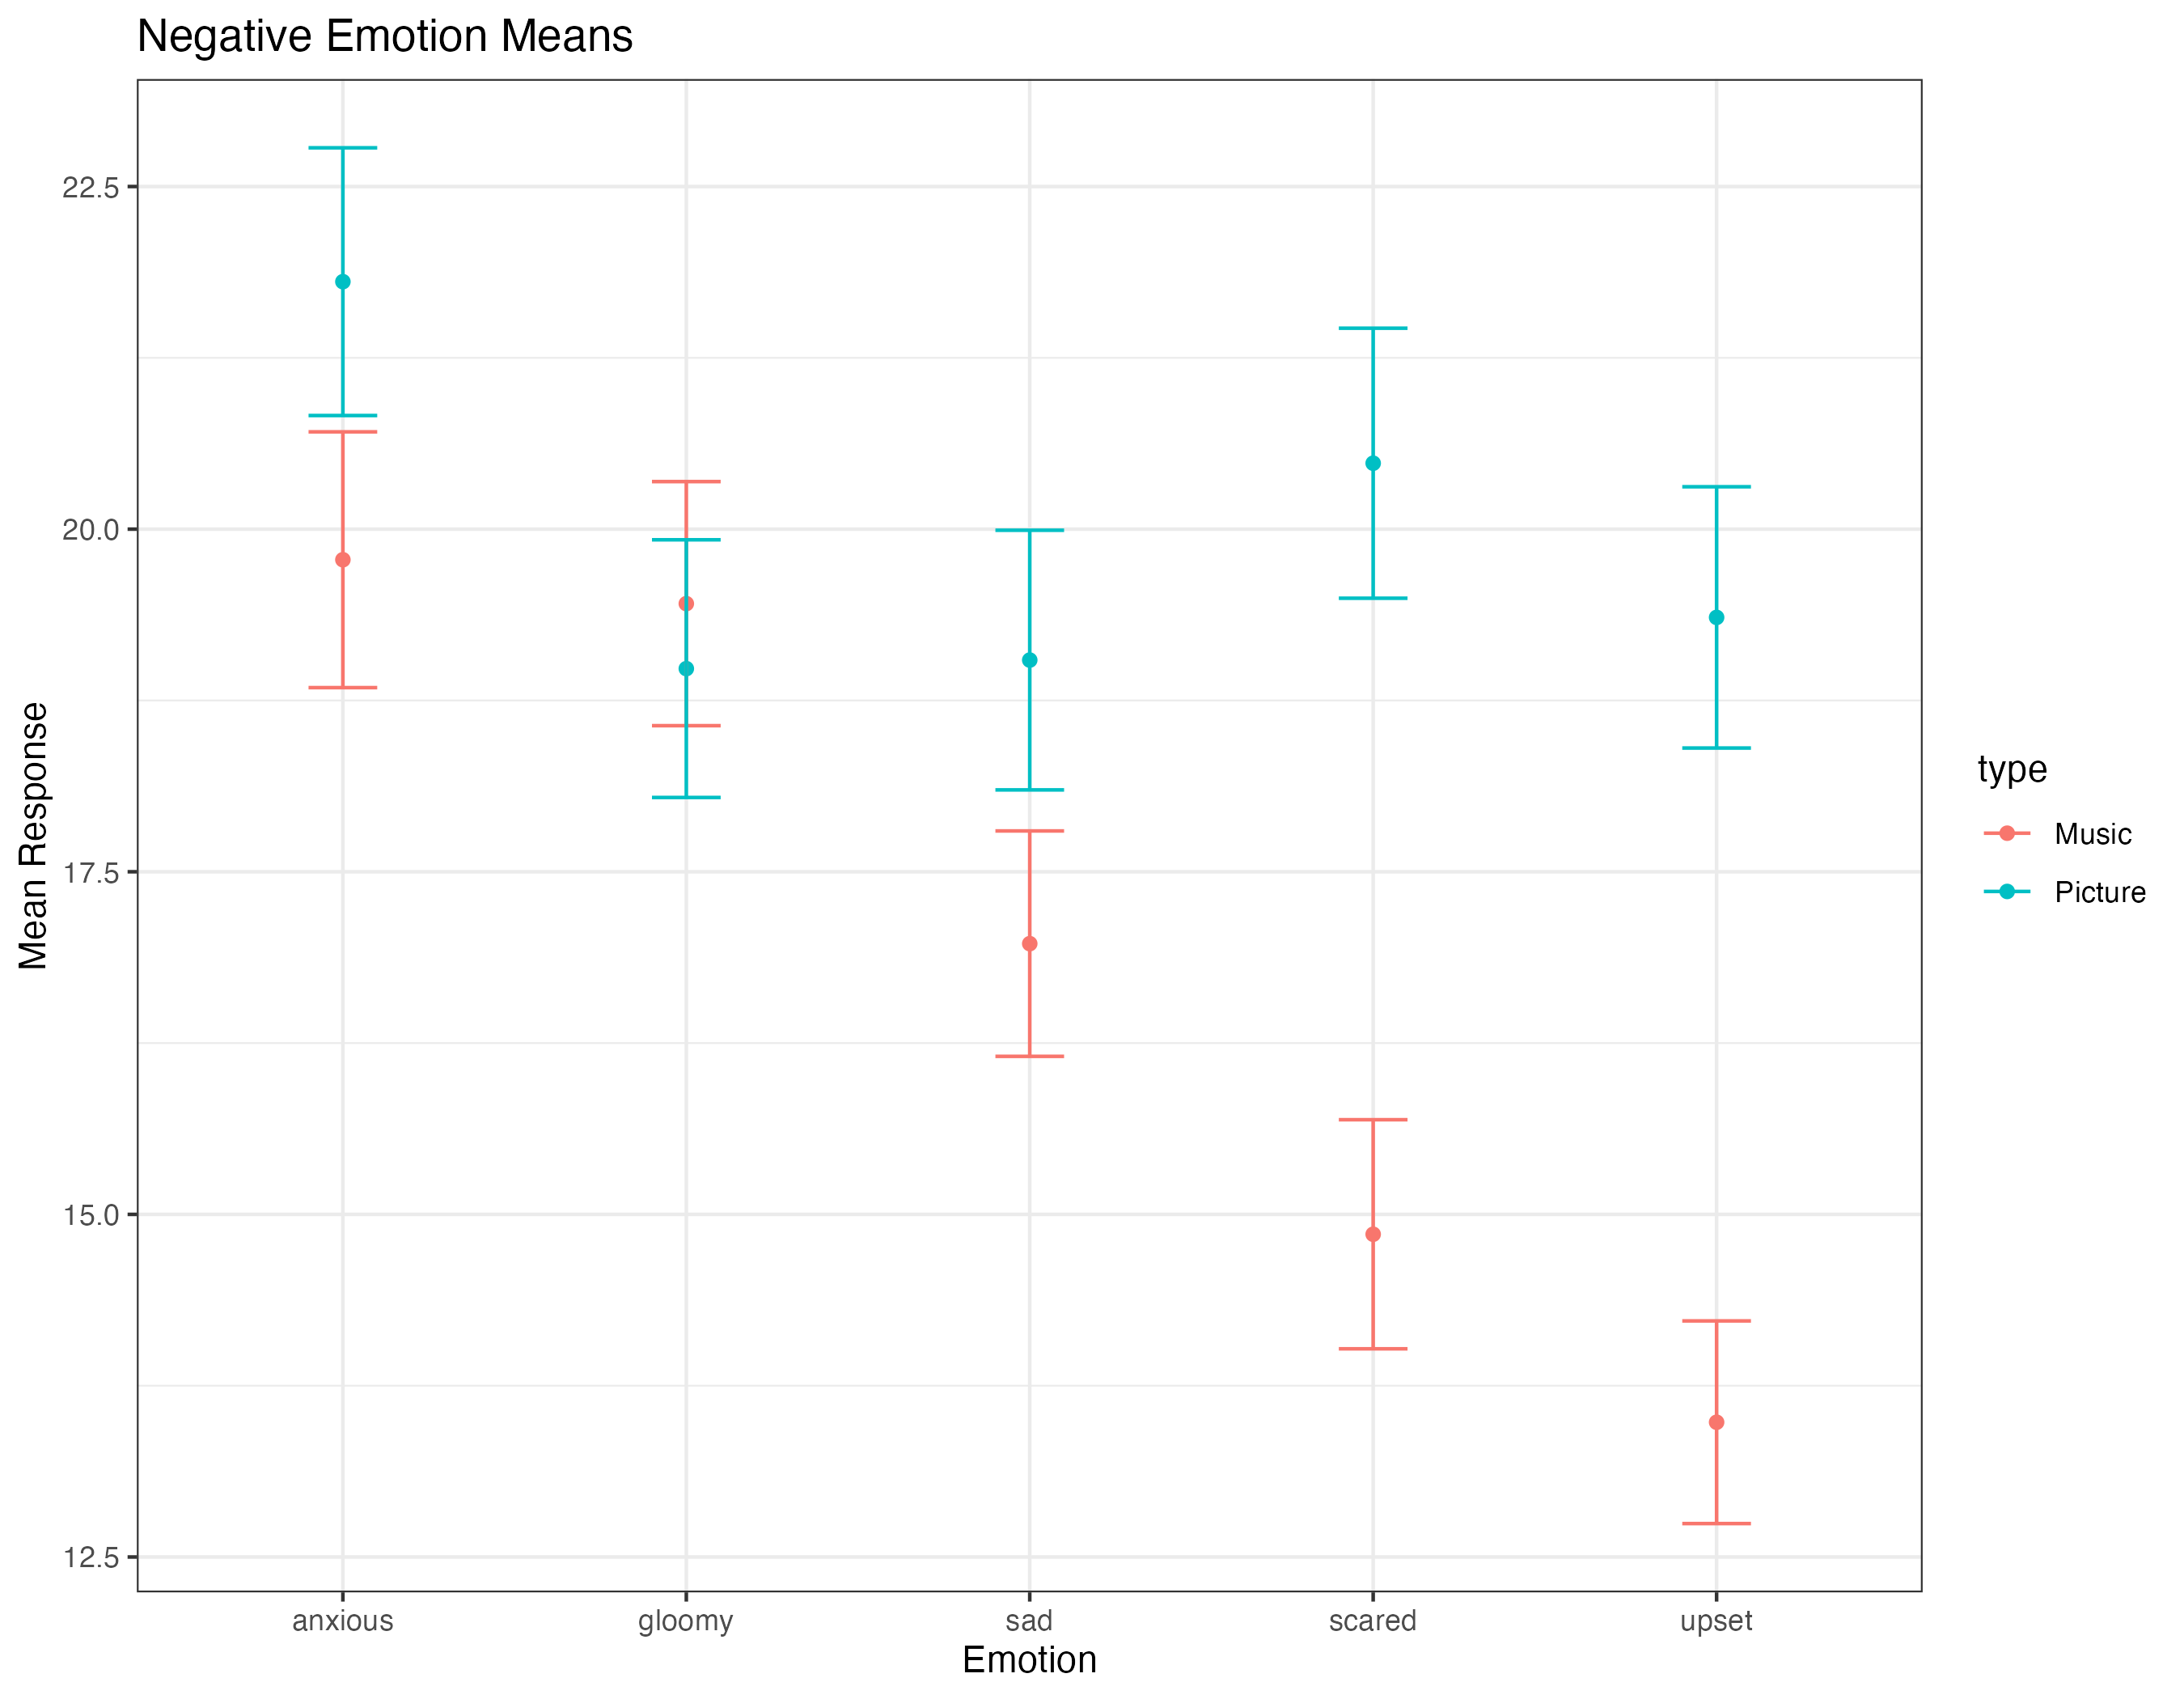 Negative Emotion Means
22.5
20.0
17.5
15.0
12.5
Mean Response
anxious gloomy sad scared upset
Emotion
type
Music
Picture